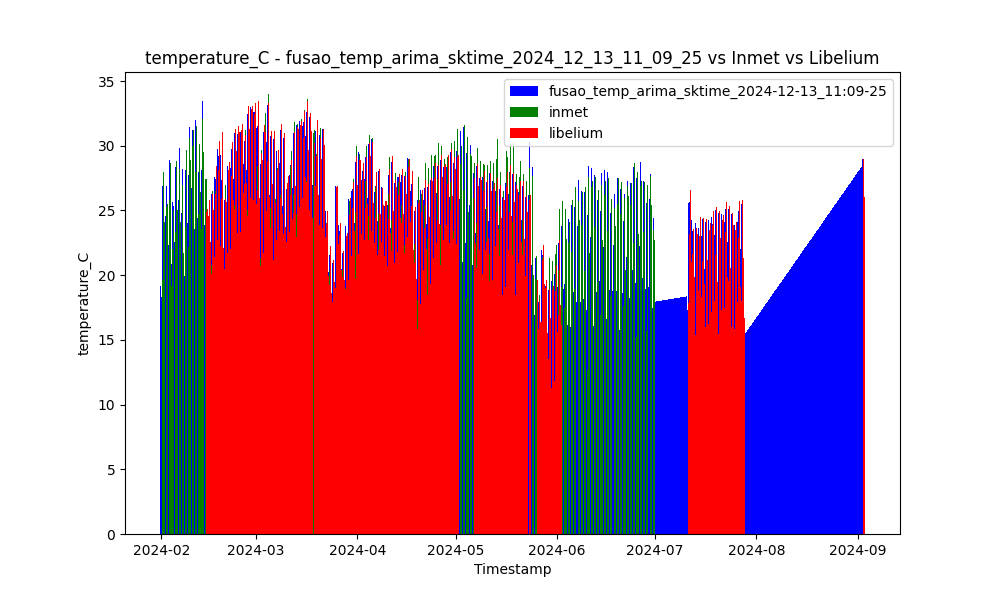 temperature_C - fusao_temp_arima_sktime_2024_12_13_11_09_25 vs Inmet vs Libelium
fusao_temp_arima_sktime_2024-12-13_11:09-25
inmet
libelium
temperature_C
35
30
25
20
15
10
5
0
2024-02 2024-03 2024-04 2024-05 2024-06 2024-07 2024-08 2024-09
Timestamp